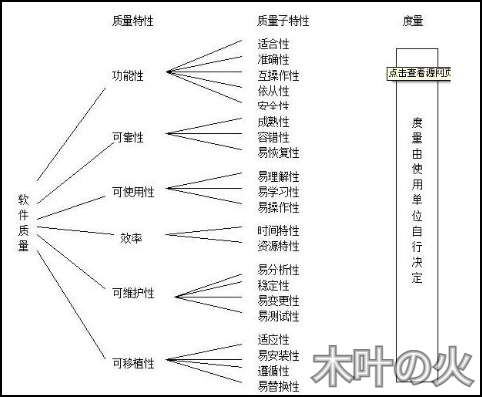 质量特性 质量子特性 度量
适合性
准确性
功能性 互操作性 点击查看源网页
依从性
安全性
成熟性
可靠性 容错性
易恢复性
易理解性
可使用性 易学习性
易操作性
时间特性
效率
资源特性
易分析性
稳定性
可维护性 易变更性
易测试性
适应性
可移植性 易安装性
遵循性
易替换性
软件质量
度量由使用单位自行决定
木叶の火